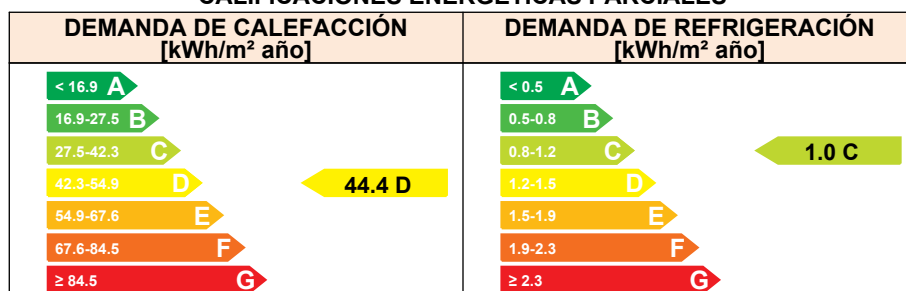 CALIFICACIONES ENERGÉTICAS PARCIALES
DEMANDA DE CALEFACCIÓN
[kWh/m² año]
< 16.9 A
16.9-27.5 B
27.5-42.3 C
42.3-54.9 D
44.4 D
54.9-67.6 E
67.6-84.5 F
≥ 84.5 G
DEMANDA DE REFRIGERACIÓN
[kWh/m² año]
< 0.5 A
0.5-0.8 B
0.8-1.2 C
1.0 C
1.2-1.5 D
1.5-1.9 E
1.9-2.3 F
≥ 2.3 G